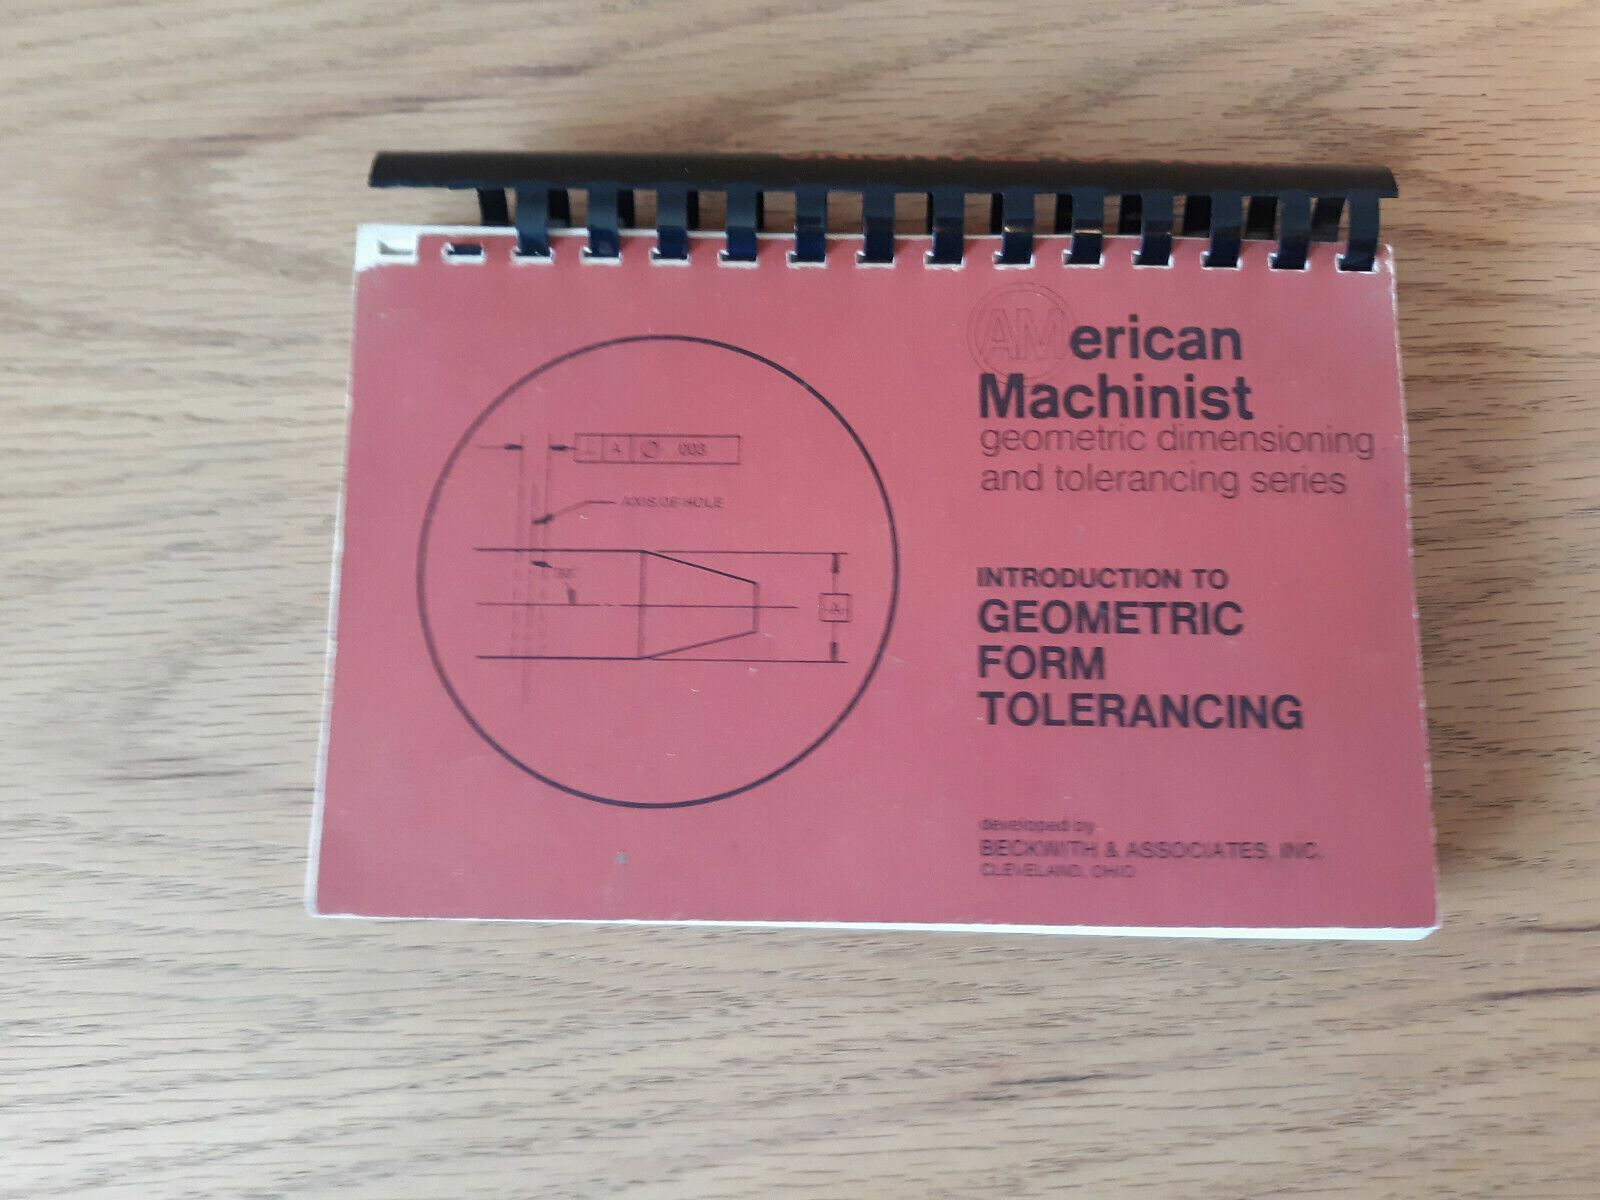 AMerican
Machinist
geometric dimensioning
and tolerancing series
INTRODUCTION TO
GEOMETRIC
FORM
TOLERANCING
developed by
BECKWITH & ASSOCIATES, INC.
CLEVELAND, OHIO
⊥ A ∅ .003
AXIS OF HOLE
-A-